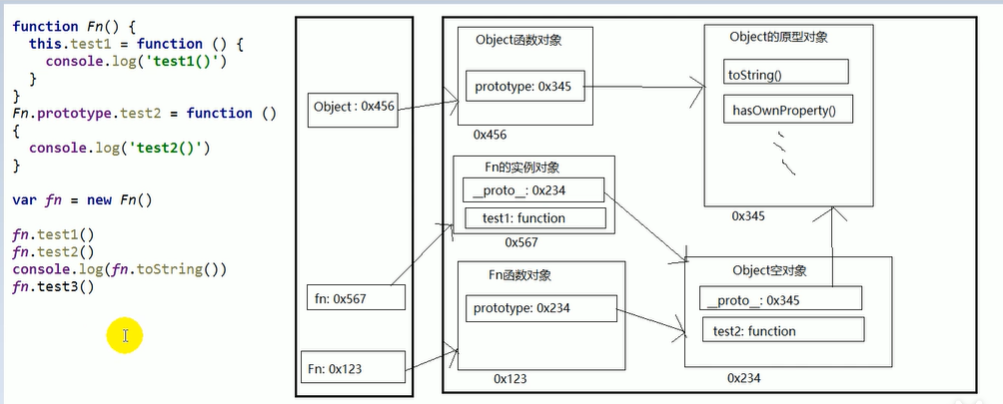 function Fn() {
this.test1 = function () {
console.log('test1()')
}
}
Fn.prototype.test2 = function ()
{
console.log('test2()')
}
var fn = new Fn()
fn.test1()
fn.test2()
console.log(fn.toString())
fn.test3()
Object : 0x456
fn: 0x567
Fn: 0x123
Object函数对象
prototype: 0x345
0x456
Fn的实例对象
__proto__: 0x234
test1: function
0x567
Fn函数对象
prototype: 0x234
0x123
Object的原型对象
toString()
hasOwnProperty()
0x345
Object空对象
__proto__: 0x345
test2: function
0x234